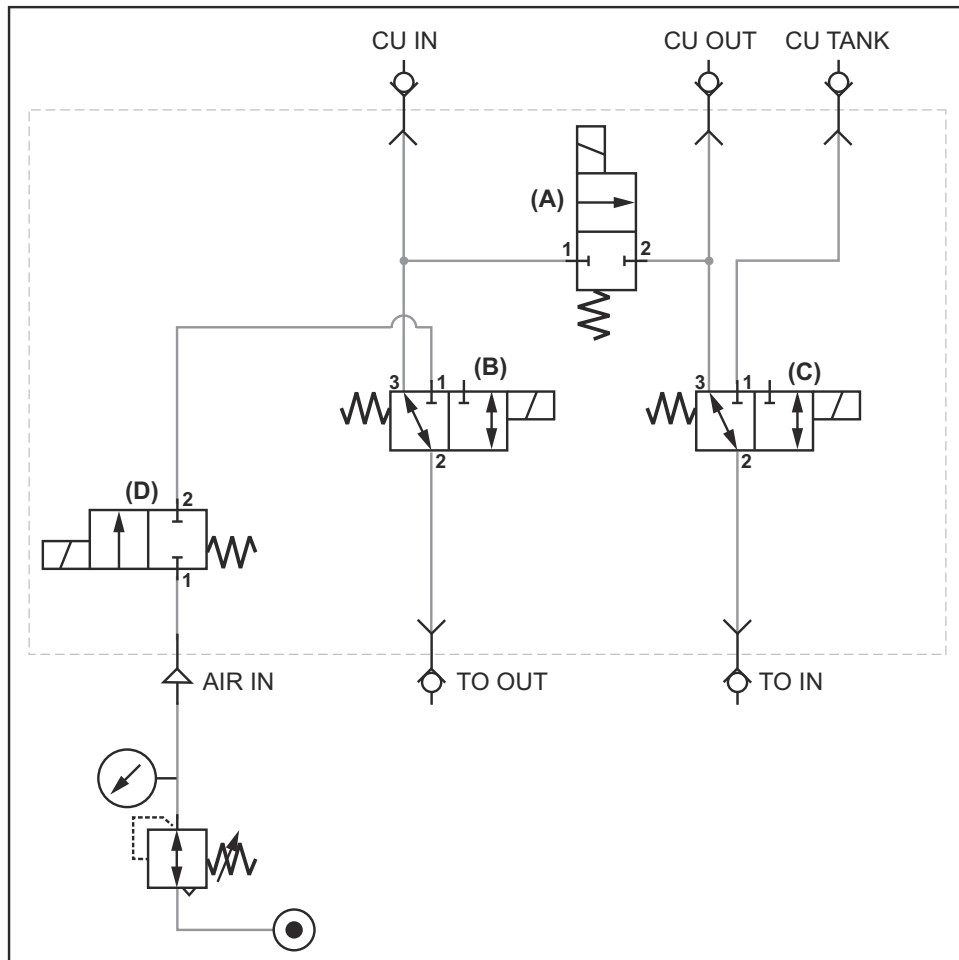 CU IN
CU OUT
CU TANK
(A)
1
2
3
1
(B)
2
3
1
(C)
2
(D)
2
1
AIR IN
TO OUT
TO IN